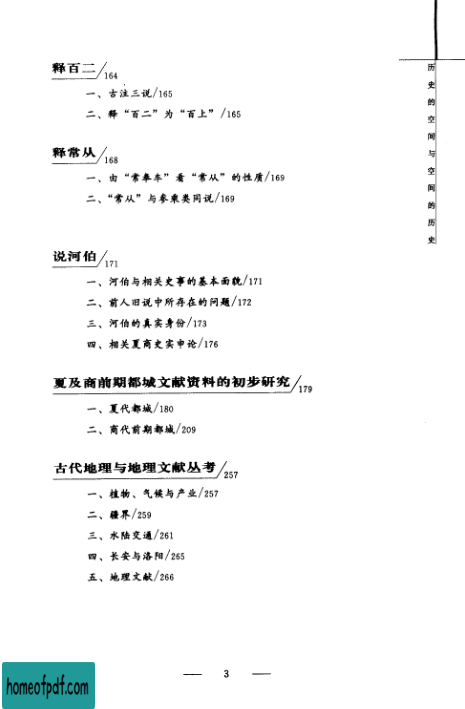 释百二/164
一、古注三说/165
二、释“百二”为“百上”/165
释常从/168
一、由“常奉车”看“常从”的性质/169
二、“常从”与参乘类同说/169
说河伯/171
一、河伯与相关史事的基本面貌/171
二、前人旧说中所存在的问题/172
三、河伯的真实身份/173
四、相关夏商史实申论/176
夏及商前期都城文献资料的初步研究/179
一、夏代都城/180
二、商代前期都城/209
古代地理与地理文献丛考/257
一、植物、气候与产业/257
二、疆界/259
三、水陆交通/261
四、长安与洛阳/265
五、地理文献/266
历史的空间与空间的历史
— 3 —
homeofpdf.com